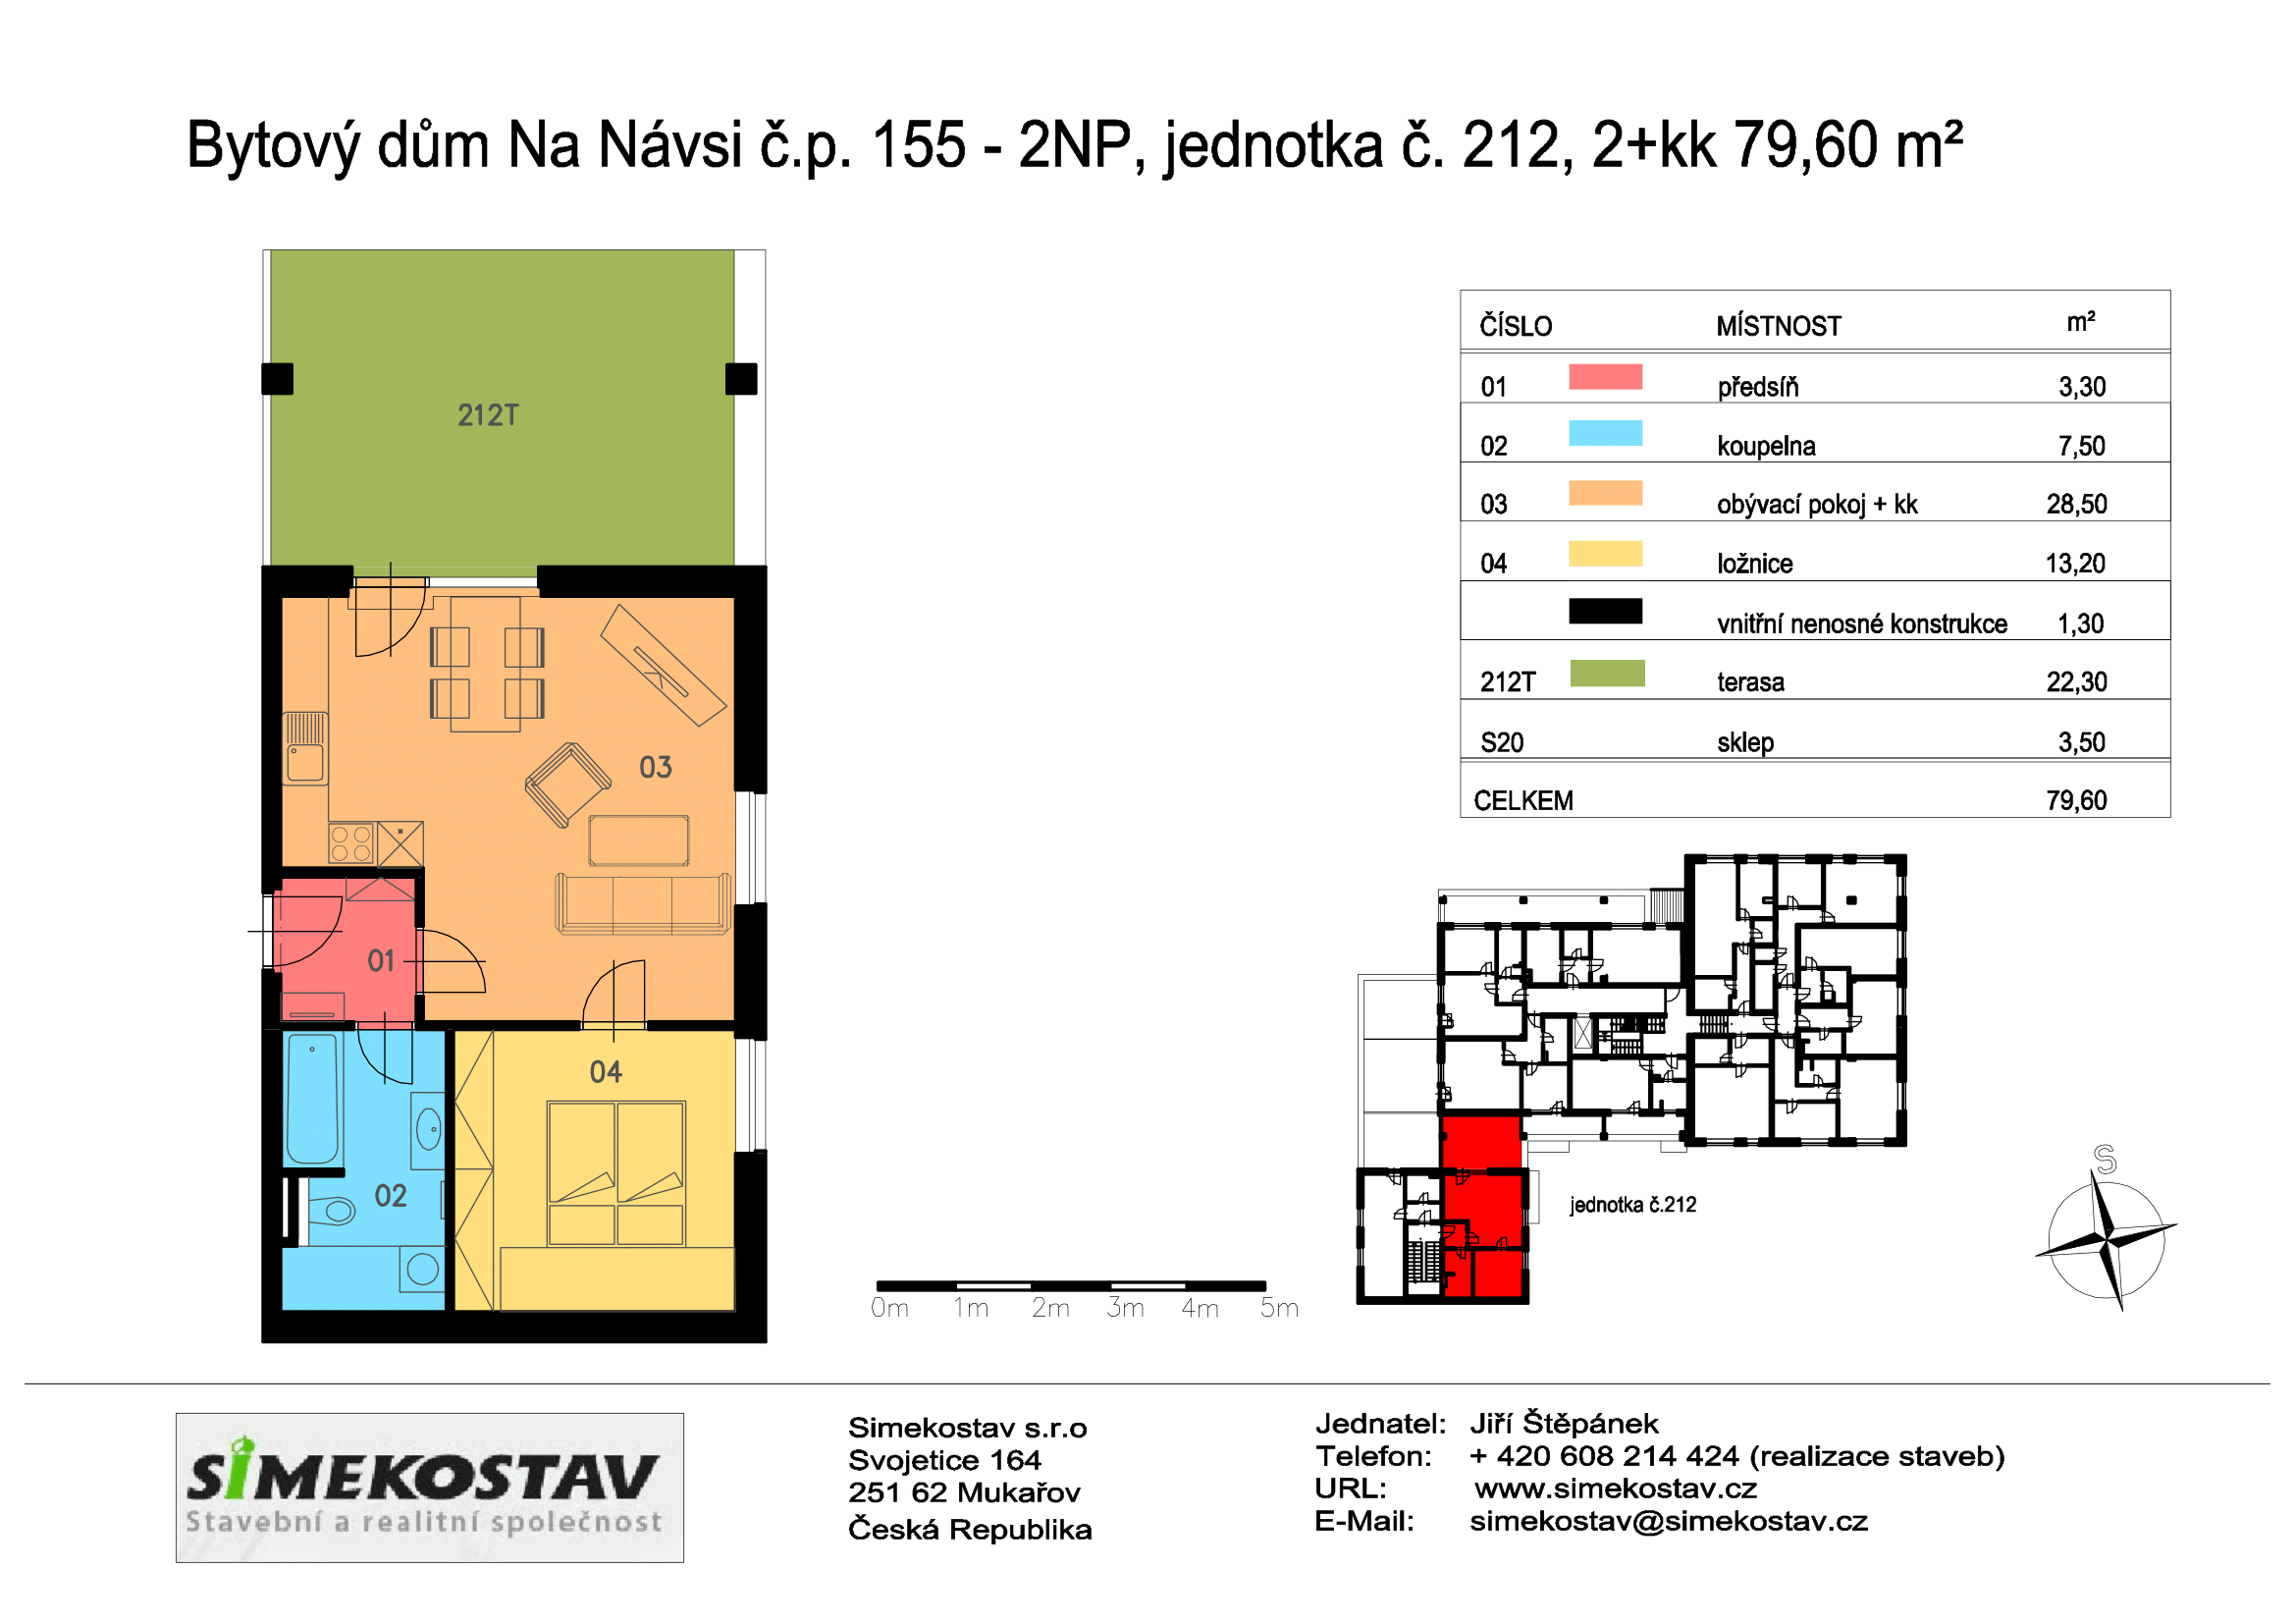 Bytový dům Na Návsi č.p. 155 - 2NP, jednotka č. 212, 2+kk 79,60 m²
212T
03
01
04
02
ČÍSLO MÍSTNOST m²
01 předsíň 3,30
02 koupelna 7,50
03 obývací pokoj + kk 28,50
04 ložnice 13,20
vnitřní nenosné konstrukce 1,30
212T terasa 22,30
S20 sklep 3,50
CELKEM 79,60
jednotka č.212
S
0m 1m 2m 3m 4m 5m
SIMEKOSTAV
Stavební a realitní společnost
Simekostav s.r.o
Svojetice 164
251 62 Mukařov
Česká Republika
Jednatel: Jiří Štěpánek
Telefon: + 420 608 214 424 (realizace staveb)
URL: www.simekostav.cz
E-Mail: simekostav@simekostav.cz